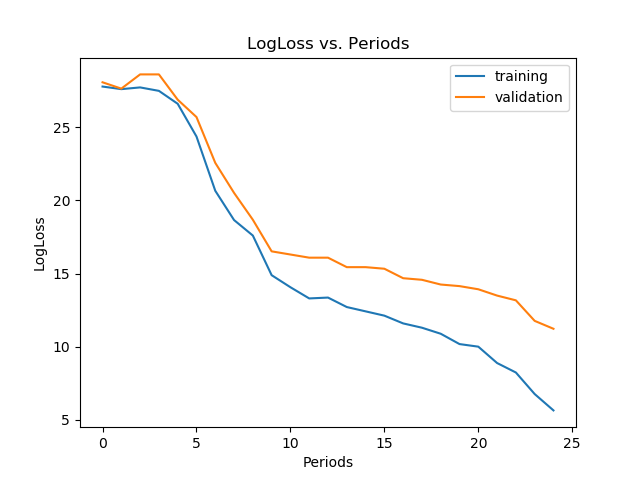 LogLoss vs. Periods
training
validation
LogLoss
25
20
15
10
5
0 5 10 15 20 25
Periods